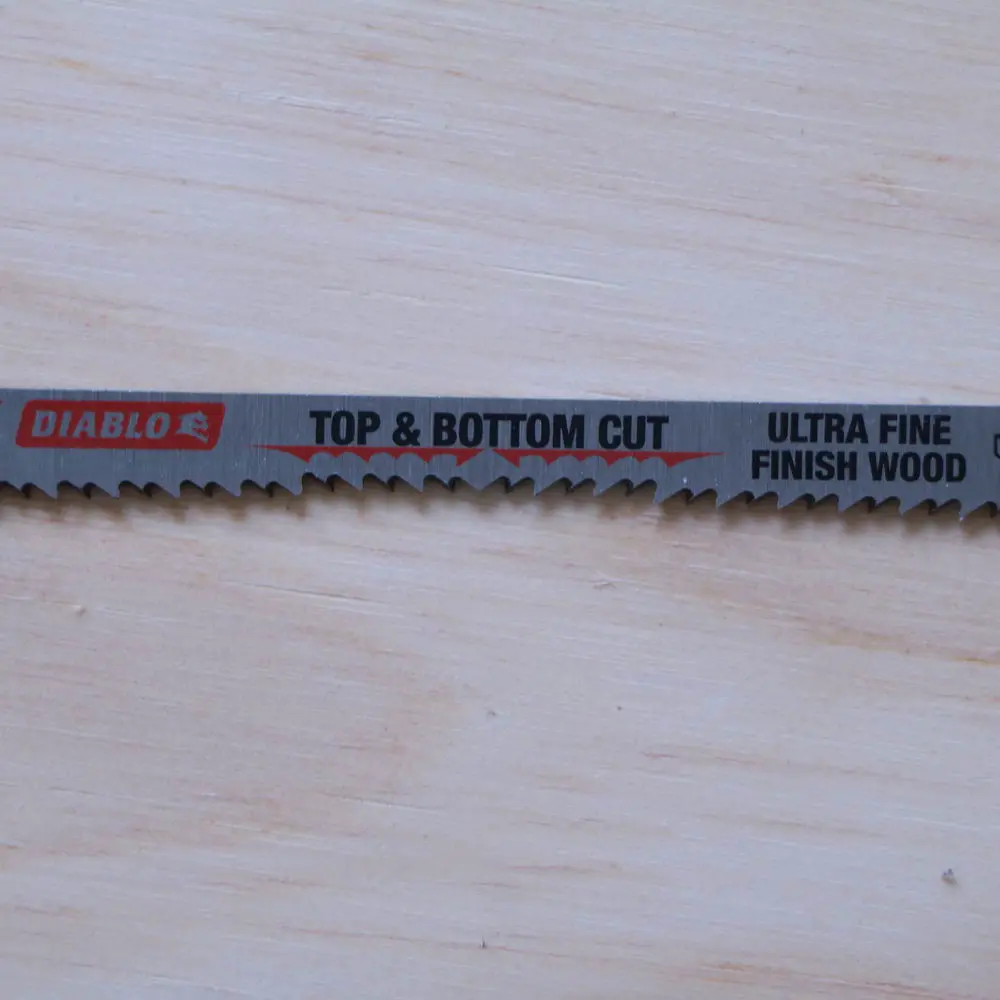 DIABLO
TOP & BOTTOM CUT
ULTRA FINE
FINISH WOOD